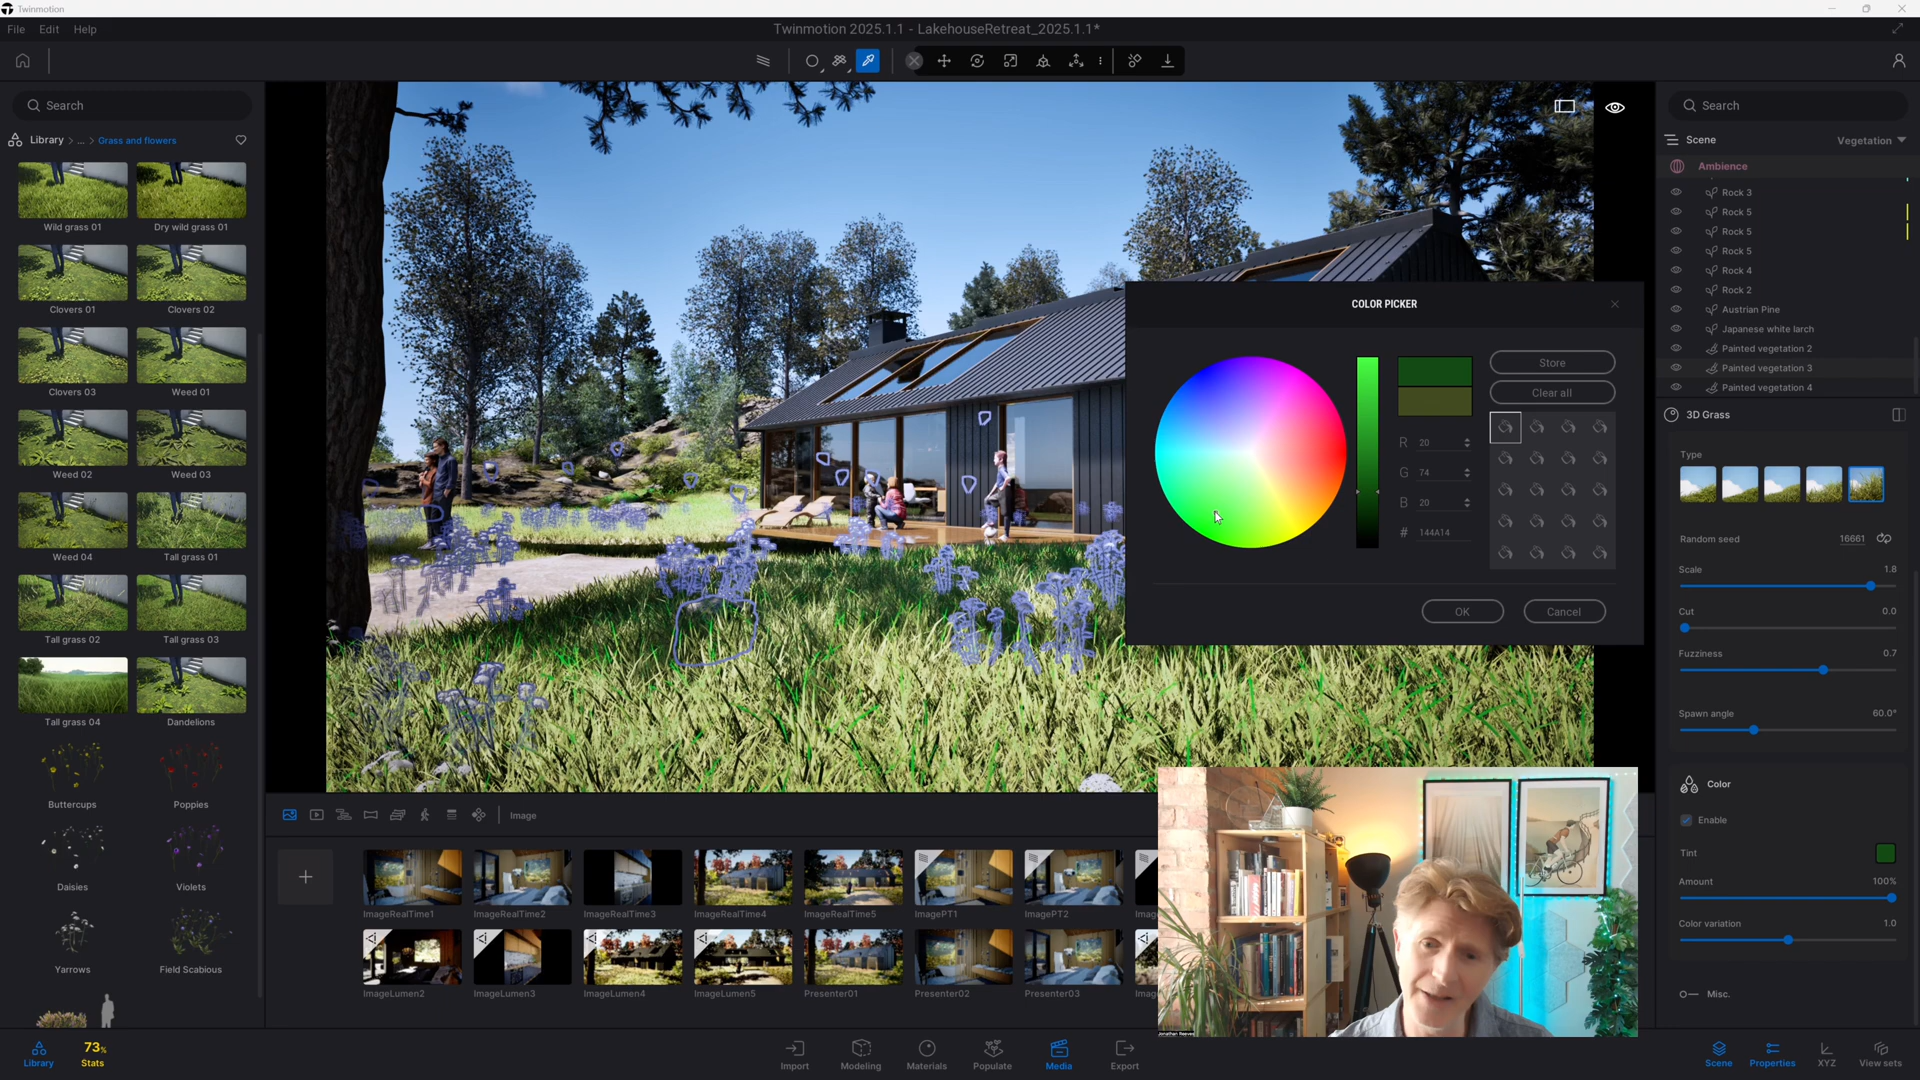 Twinmotion
File Edit Help
Twinmotion 2025.1.1 - LakehouseRetreat_2025.1.1*
Search
Library > ... > Grass and flowers
Wild grass 01
Dry wild grass 01
Clovers 01
Clovers 02
Clovers 03
Weed 01
Weed 02
Weed 03
Weed 04
Tall grass 01
Tall grass 02
Tall grass 03
Tall grass 04
Dandelions
Buttercups
Poppies
Daisies
Violets
Yarrows
Field Scabious
COLOR PICKER
Store
Clear all
R 20
G 74
B 20
# 144A14
OK
Cancel
Search
Scene
Vegetation
Ambience
Rock 3
Rock 5
Rock 5
Rock 5
Rock 4
Rock 2
Austrian Pine
Japanese white larch
Painted vegetation 2
Painted vegetation 3
Painted vegetation 4
3D Grass
Type
Random seed 16661
Scale 1.8
Cut 0.0
Fuzziness 0.7
Spawn angle 60.0°
Color
Enable
Tint
Amount 100%
Color variation 1.0
Misc.
Image
ImageRealTime1
ImageRealTime2
ImageRealTime3
ImageRealTime4
ImageRealTime5
ImagePT1
ImagePT2
ImageLumen2
ImageLumen3
ImageLumen4
ImageLumen5
Presenter01
Presenter02
Presenter03
Jonathan Reeves
Library
73%
Stats
Import
Modeling
Materials
Populate
Media
Export
Scene
Properties
XYZ
View sets